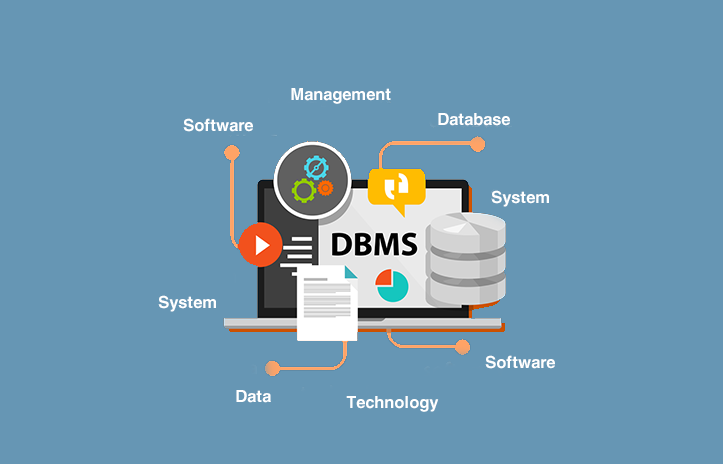 Management
Software
Database
System
DBMS
System
Software
Data
Technology